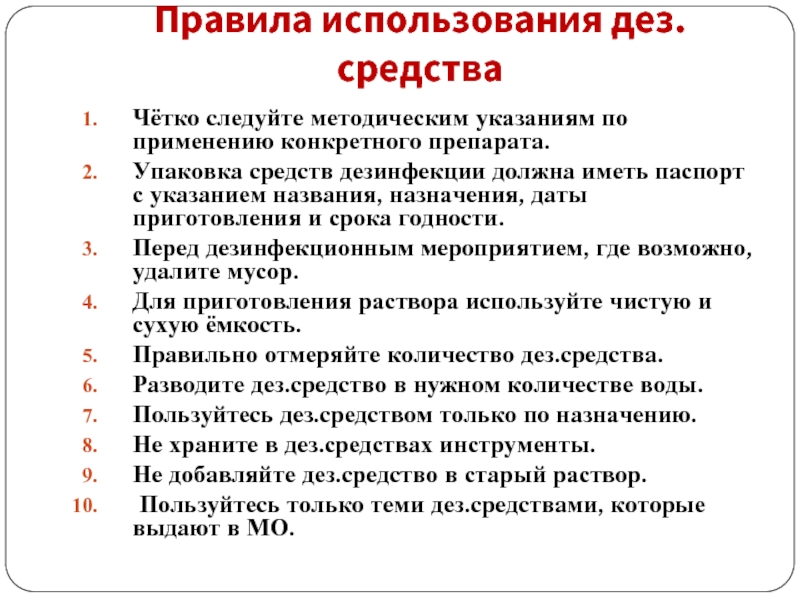 Правила использования дез.
средства
1. Чётко следуйте методическим указаниям по
применению конкретного препарата.
2. Упаковка средств дезинфекции должна иметь паспорт
с указанием названия, назначения, даты
приготовления и срока годности.
3. Перед дезинфекционным мероприятием, где возможно,
удалите мусор.
4. Для приготовления раствора используйте чистую и
сухую ёмкость.
5. Правильно отмеряйте количество дез.средства.
6. Разводите дез.средство в нужном количестве воды.
7. Пользуйтесь дез.средством только по назначению.
8. Не храните в дез.средствах инструменты.
9. Не добавляйте дез.средство в старый раствор.
10. Пользуйтесь только теми дез.средствами, которые
выдают в МО.